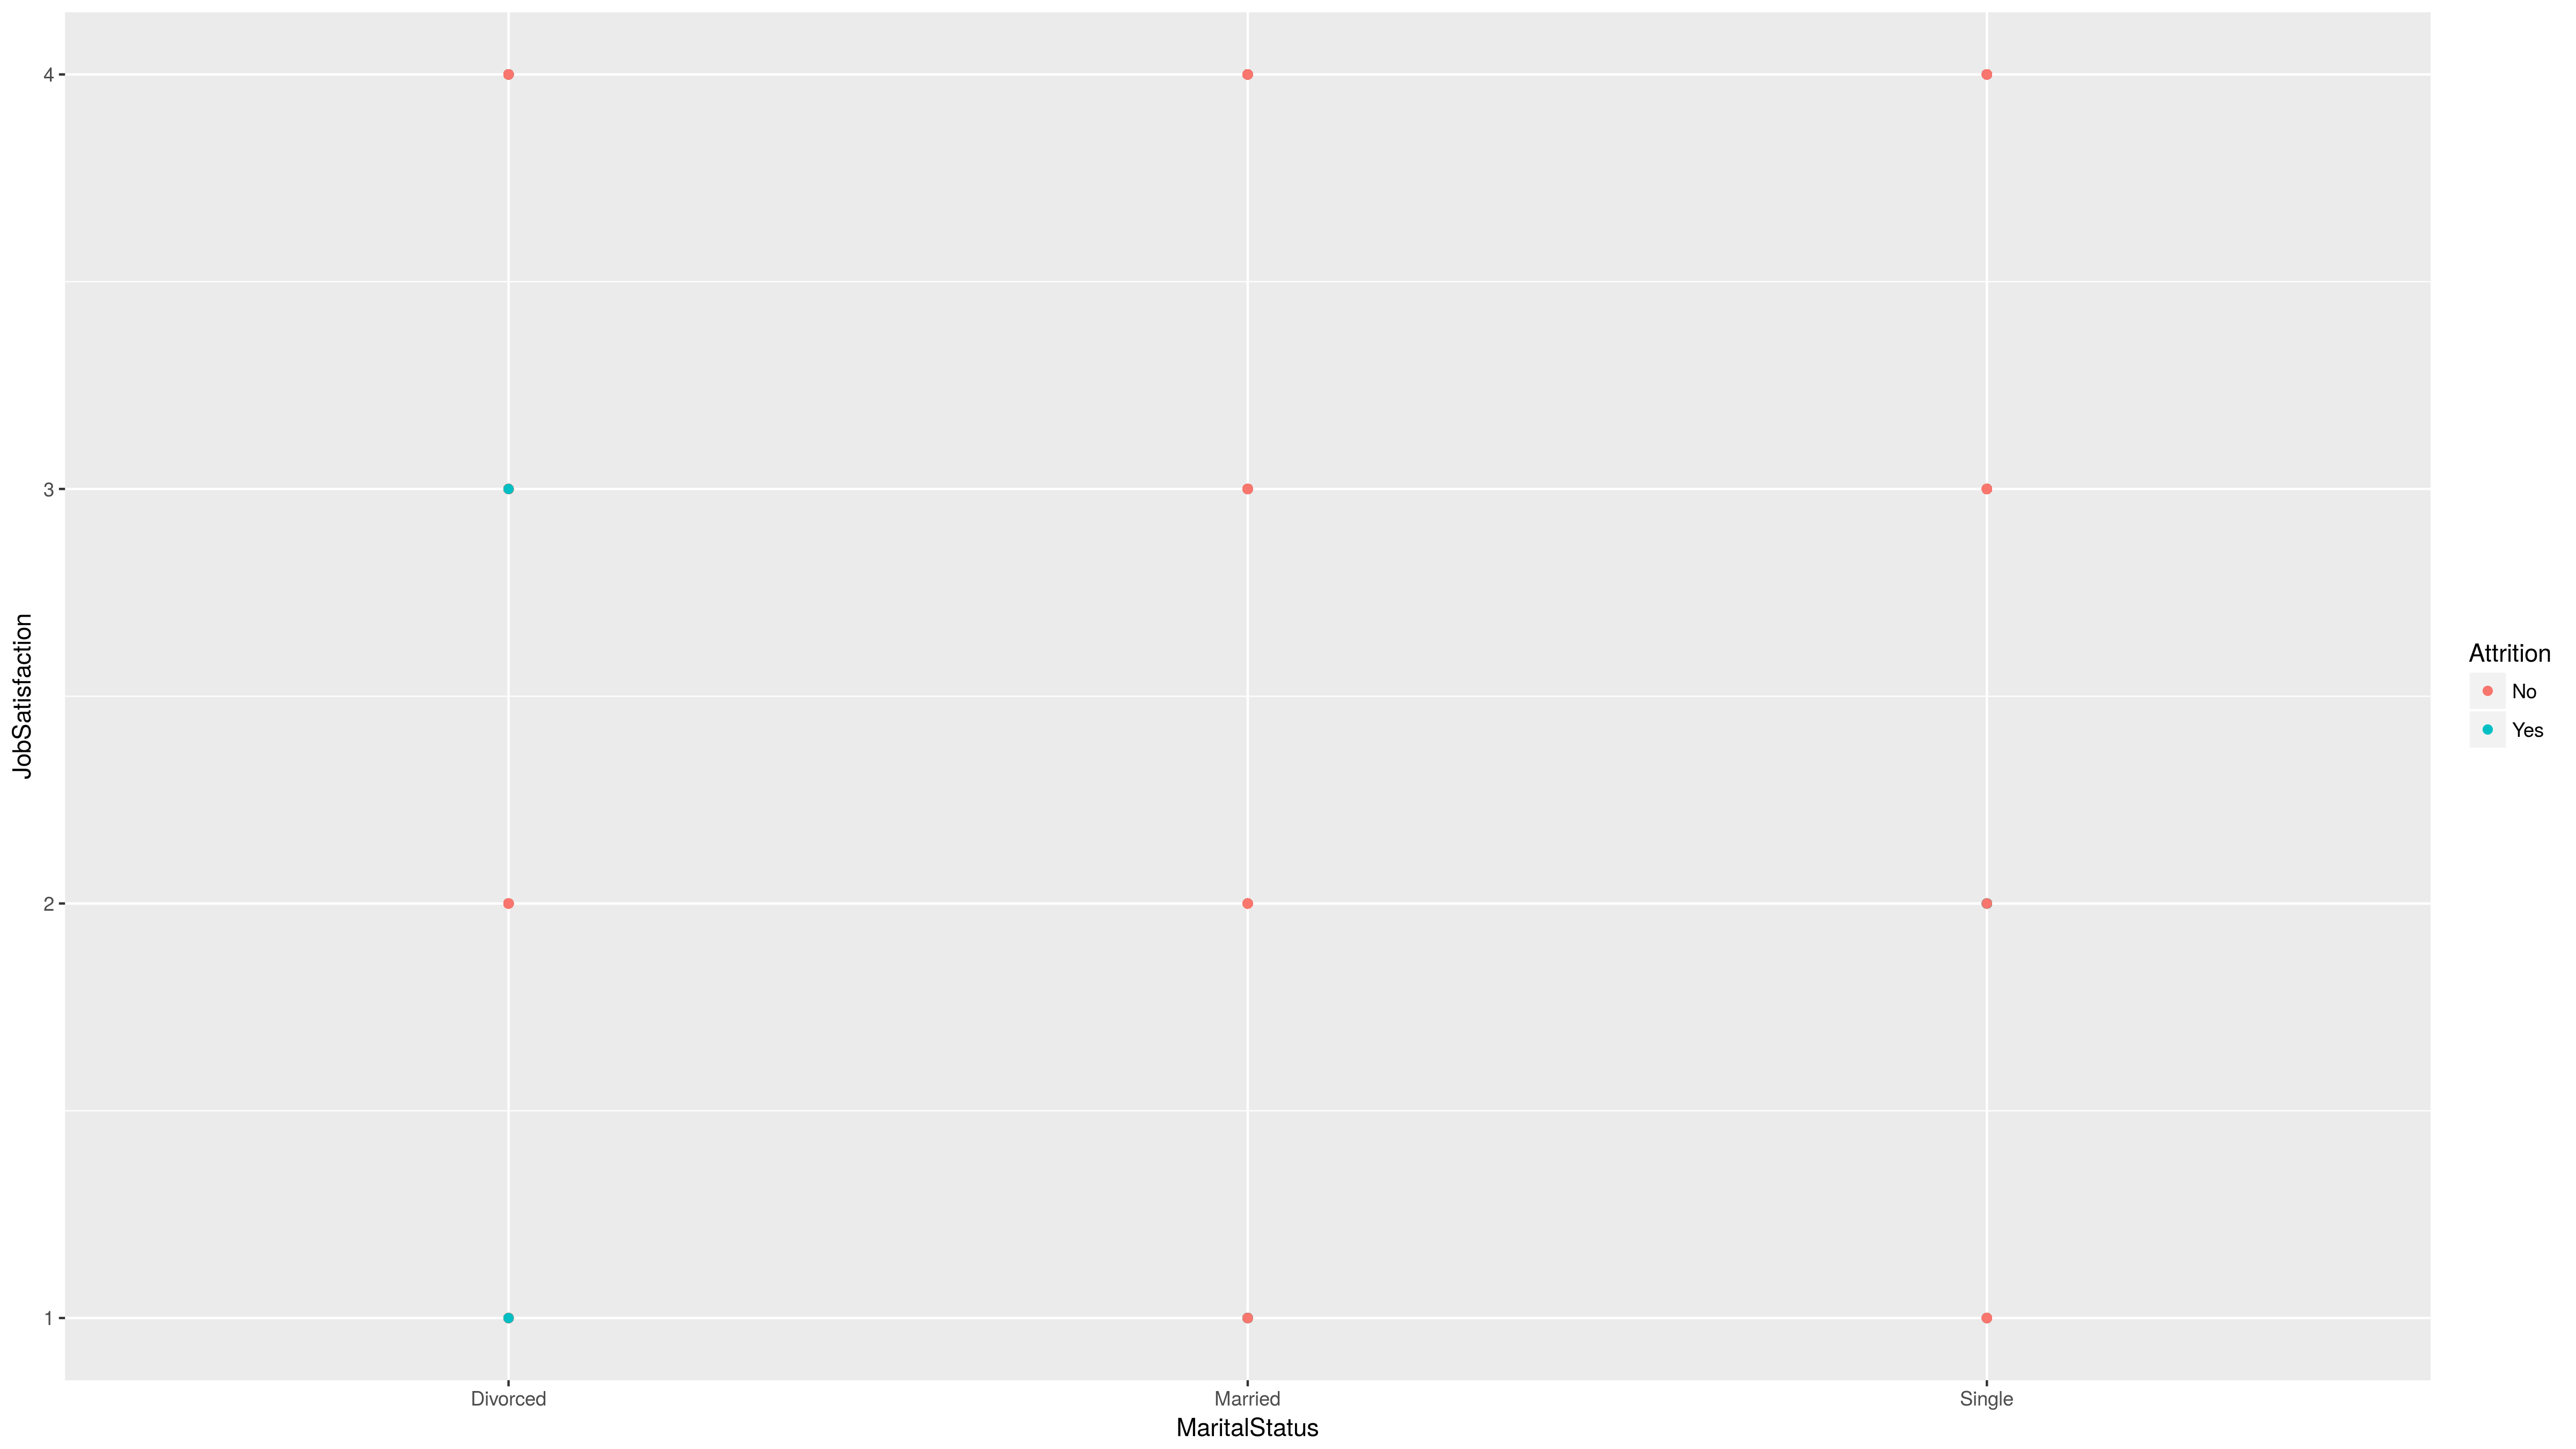 4
3
2
1
JobSatisfaction
Divorced
Married
Single
MaritalStatus
Attrition
No
Yes